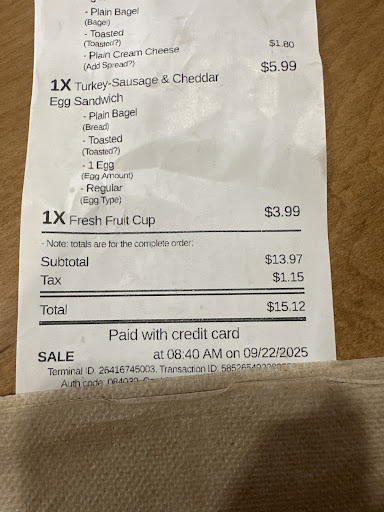 - Plain Bagel
(Bagel)
- Toasted
(Toasted?)
- Plain Cream Cheese $1.80
(Add Spread?)
1X Turkey-Sausage & Cheddar $5.99
Egg Sandwich
- Plain Bagel
(Bread)
- Toasted
(Toasted?)
- 1 Egg
(Egg Amount)
- Regular
(Egg Type)
1X Fresh Fruit Cup $3.99
- Note: totals are for the complete order:
Subtotal $13.97
Tax $1.15
Total $15.12
Paid with credit card
SALE at 08:40 AM on 09/22/2025
Terminal ID: 26416745003, Transaction ID:
Auth code: